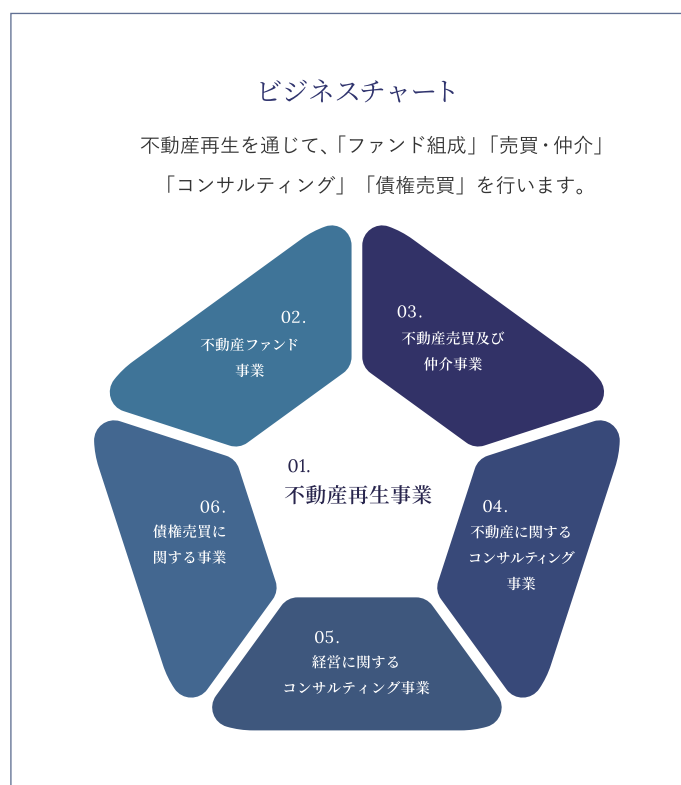 ビジネスチャート
不動産再生を通じて、「ファンド組成」「売買・仲介」
「コンサルティング」「債権売買」を行います。
01.
不動産再生事業
02.
不動産ファンド
事業
03.
不動産売買及び
仲介事業
04.
不動産に関する
コンサルティング
事業
05.
経営に関する
コンサルティング事業
06.
債権売買に
関する事業